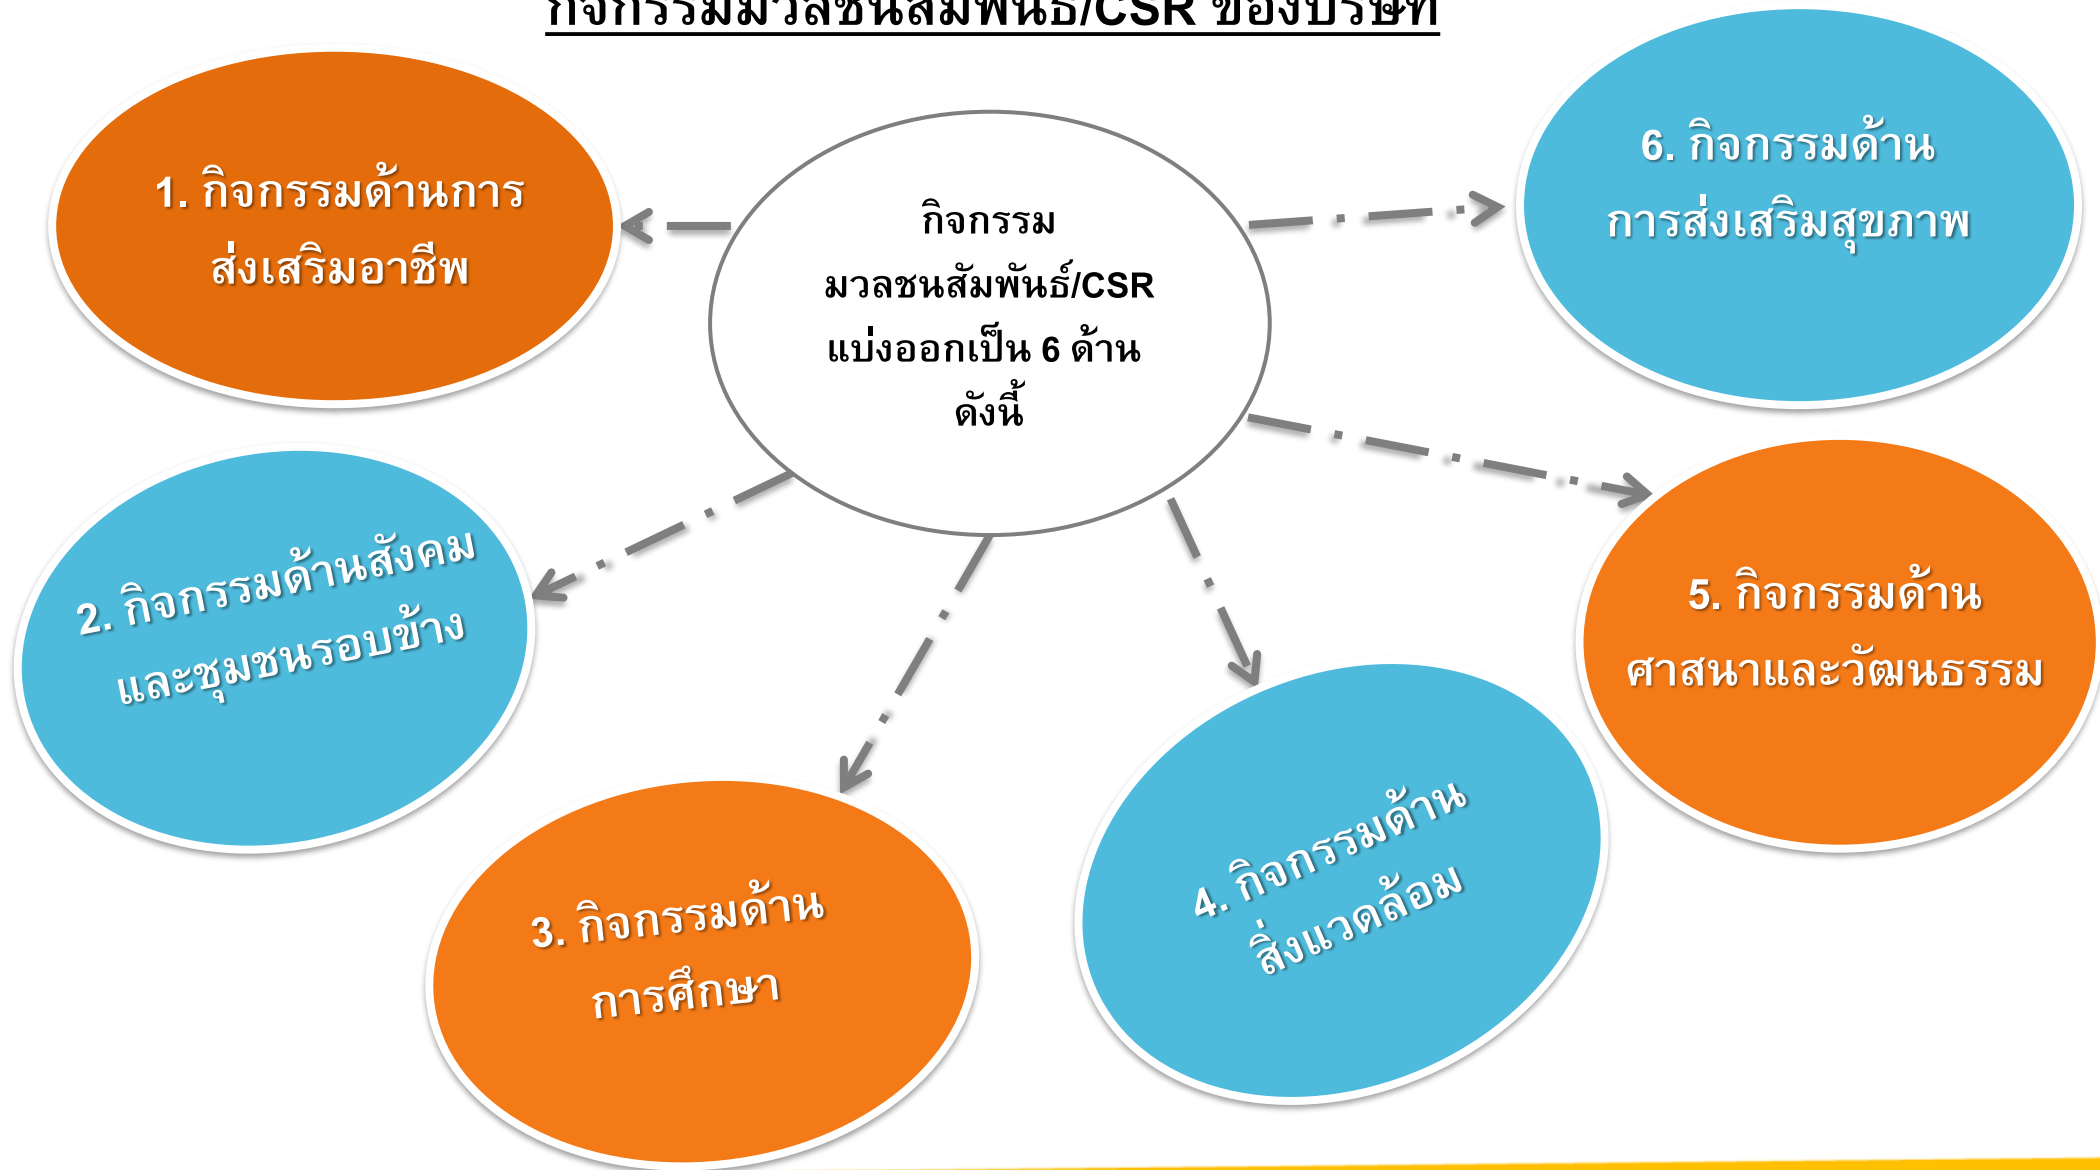 กิจกรรมมวลชนสัมพันธ์/CSR ของบริษัท
กิจกรรม
มวลชนสัมพันธ์/CSR
แบ่งออกเป็น 6 ด้าน
ดังนี้
1. กิจกรรมด้านการ
ส่งเสริมอาชีพ
2. กิจกรรมด้านสังคม
และชุมชนรอบข้าง
3. กิจกรรมด้าน
การศึกษา
4. กิจกรรมด้าน
สิ่งแวดล้อม
5. กิจกรรมด้าน
ศาสนาและวัฒนธรรม
6. กิจกรรมด้าน
การส่งเสริมสุขภาพ